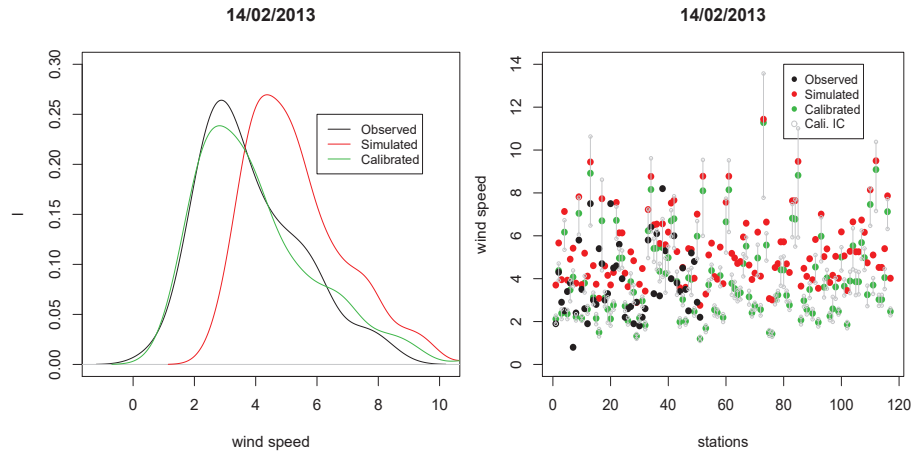 14/02/2013
0.30
0.25
0.20
0.15
0.10
0.05
0.00
l
0 2 4 6 8 10
wind speed
Observed
Simulated
Calibrated
14/02/2013
14
12
10
8
6
4
2
0
wind speed
0 20 40 60 80 100 120
stations
Observed
Simulated
Calibrated
Cali. IC